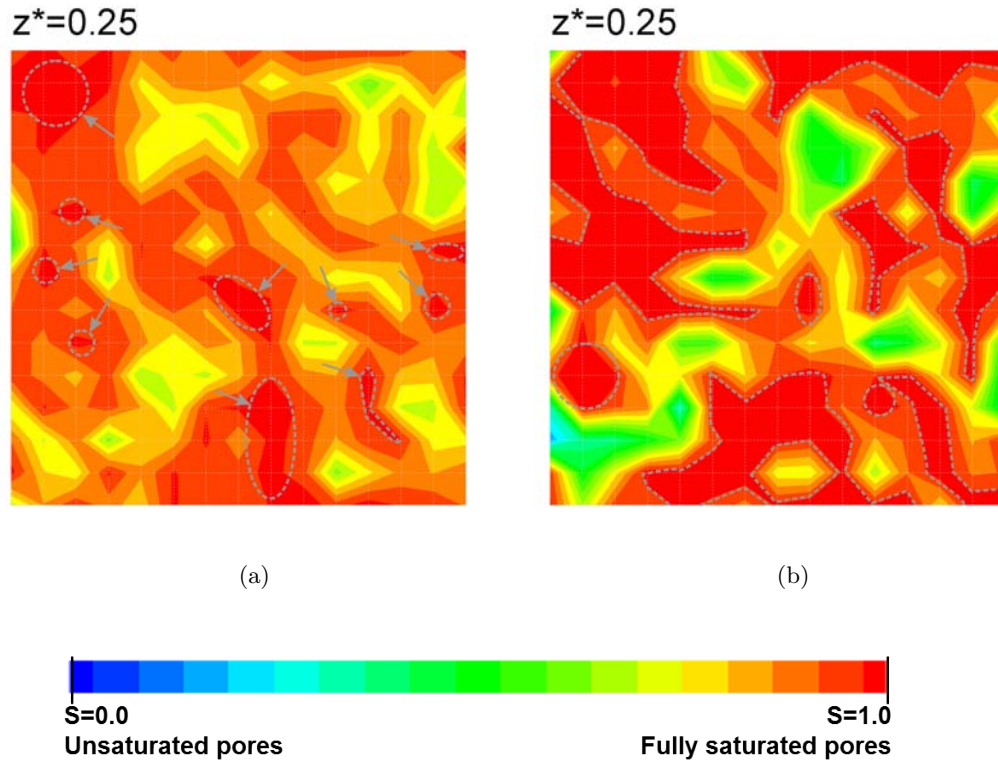 z*=0.25
z*=0.25
(a)
(b)
S=0.0
S=1.0
Unsaturated pores
Fully saturated pores